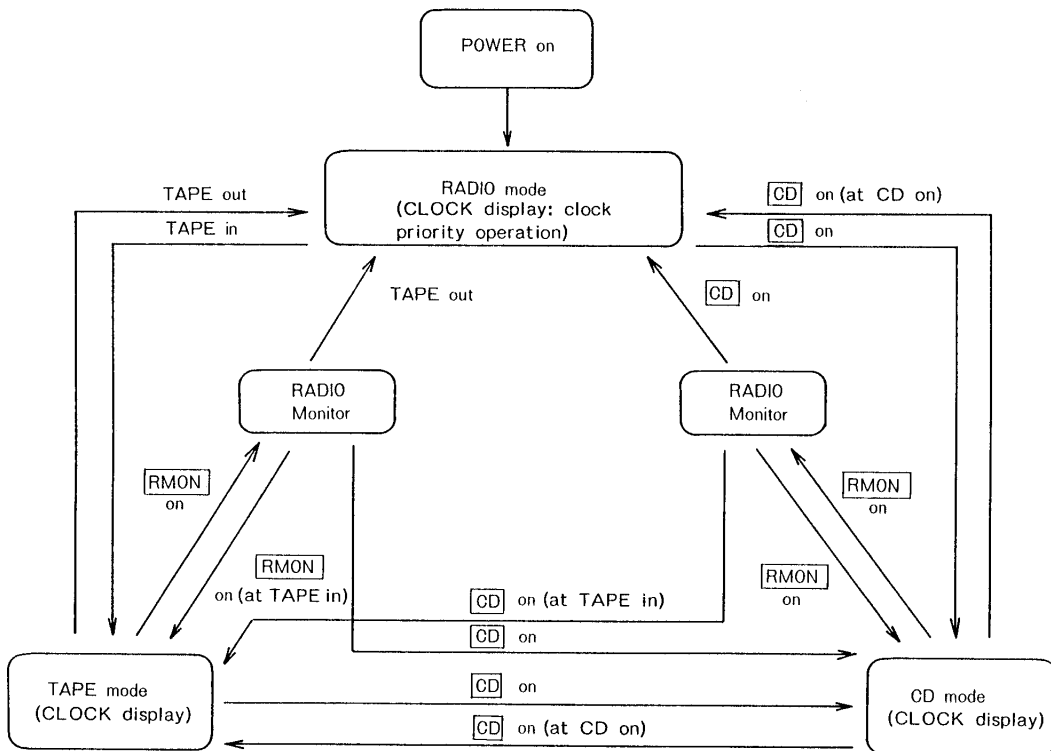 POWER on
RADIO mode
(CLOCK display: clock
priority operation)
TAPE out
TAPE in
CD on (at CD on)
CD on
TAPE out
CD on
RADIO
Monitor
RADIO
Monitor
RMON
on
RMON
on
RMON
on (at TAPE in)
RMON
on
CD on (at TAPE in)
CD on
TAPE mode
(CLOCK display)
CD on
CD on (at CD on)
CD mode
(CLOCK display)